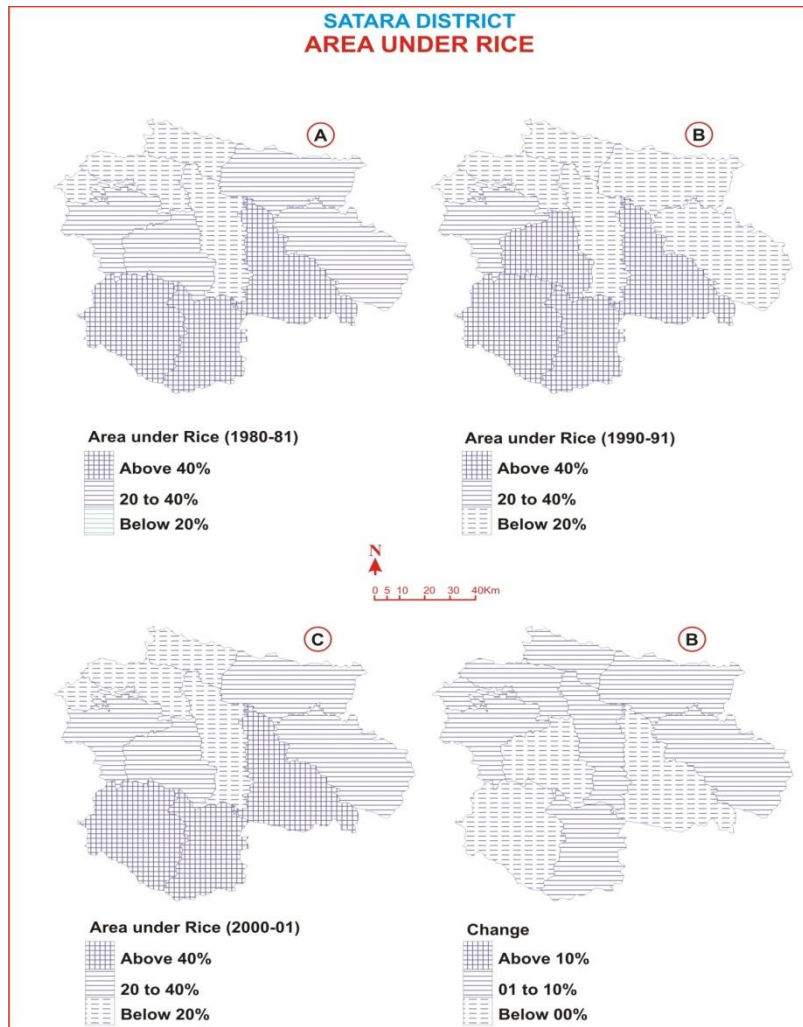 SATARA DISTRICT
AREA UNDER RICE
A
B
Area under Rice (1980-81)
Above 40%
20 to 40%
Below 20%
Area under Rice (1990-91)
Above 40%
20 to 40%
Below 20%
N
0 5 10 20 30 40Km
C
B
Area under Rice (2000-01)
Above 40%
20 to 40%
Below 20%
Change
Above 10%
01 to 10%
Below 00%